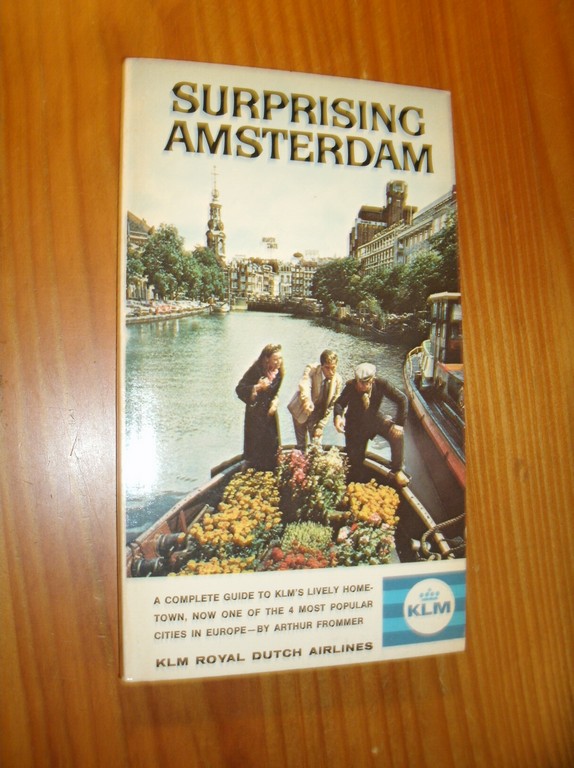 SURPRISING
AMSTERDAM
A COMPLETE GUIDE TO KLM'S LIVELY HOME-
TOWN, NOW ONE OF THE 4 MOST POPULAR
CITIES IN EUROPE—BY ARTHUR FROMMER
KLM ROYAL DUTCH AIRLINES
KLM